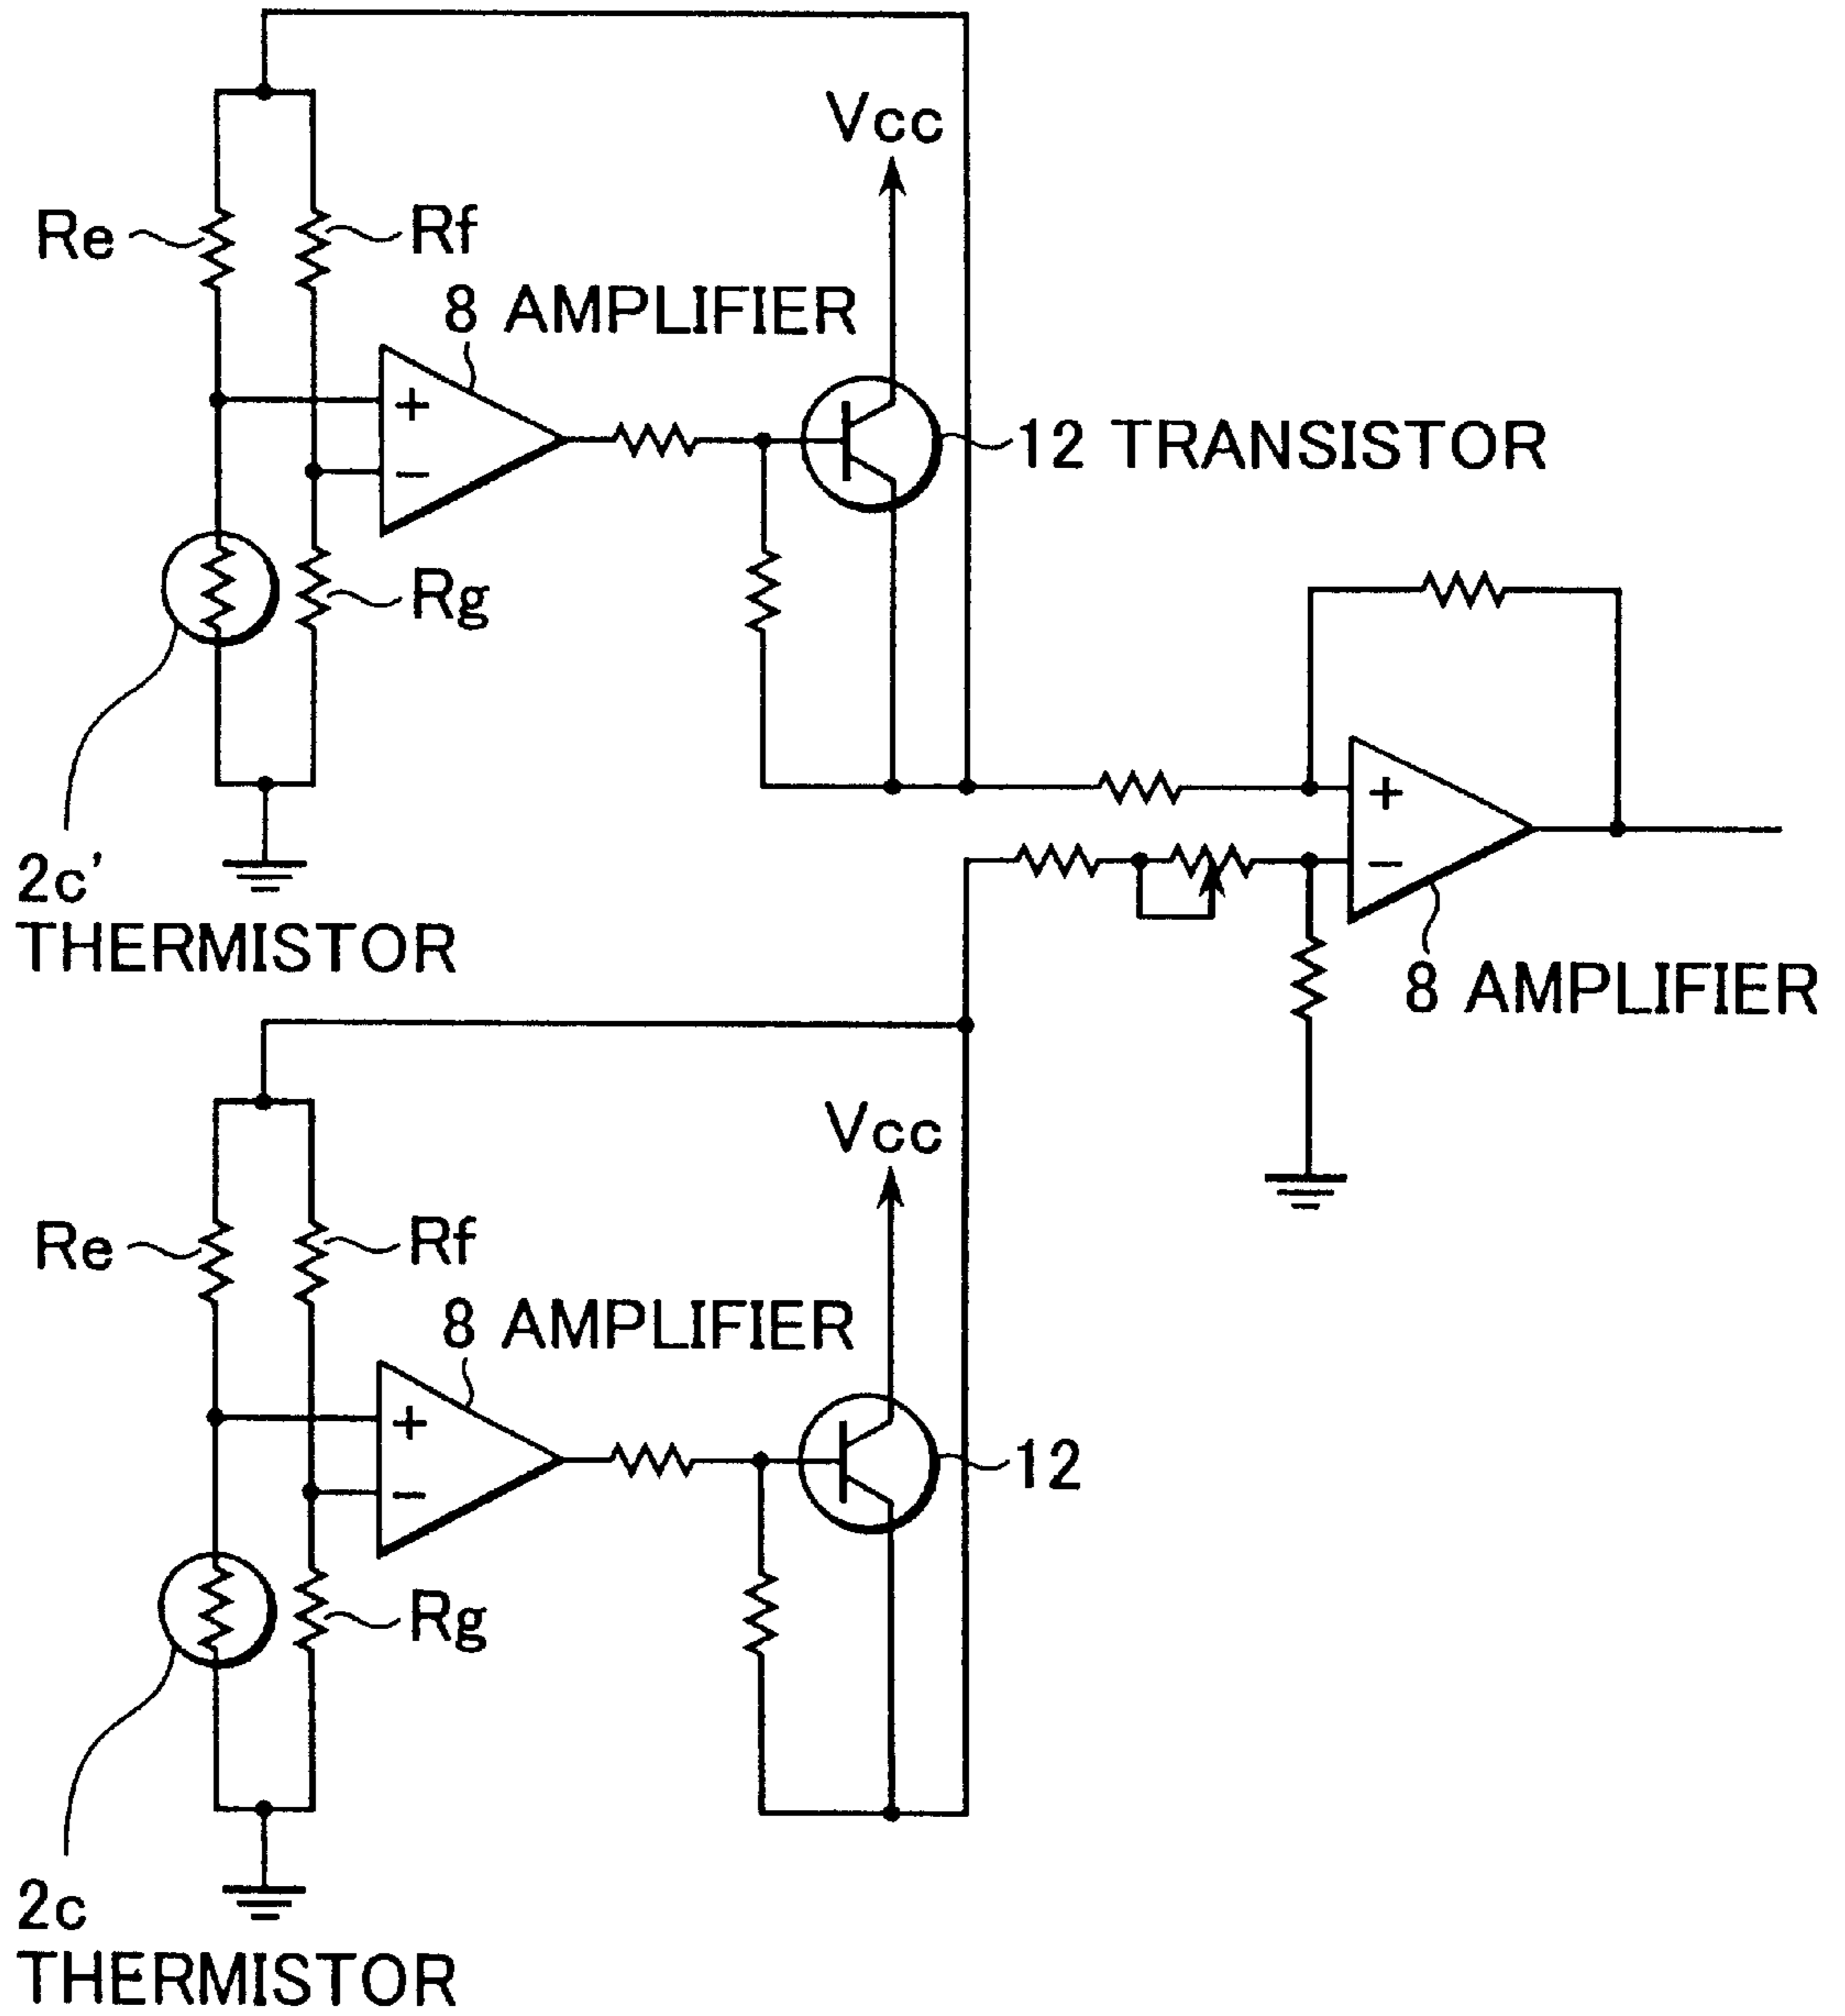 Vcc
Re
Rf
8 AMPLIFIER
+
−
12 TRANSISTOR
Rg
2c'
THERMISTOR
+
−
8 AMPLIFIER
Vcc
Re
Rf
8 AMPLIFIER
+
−
12
Rg
2c
THERMISTOR